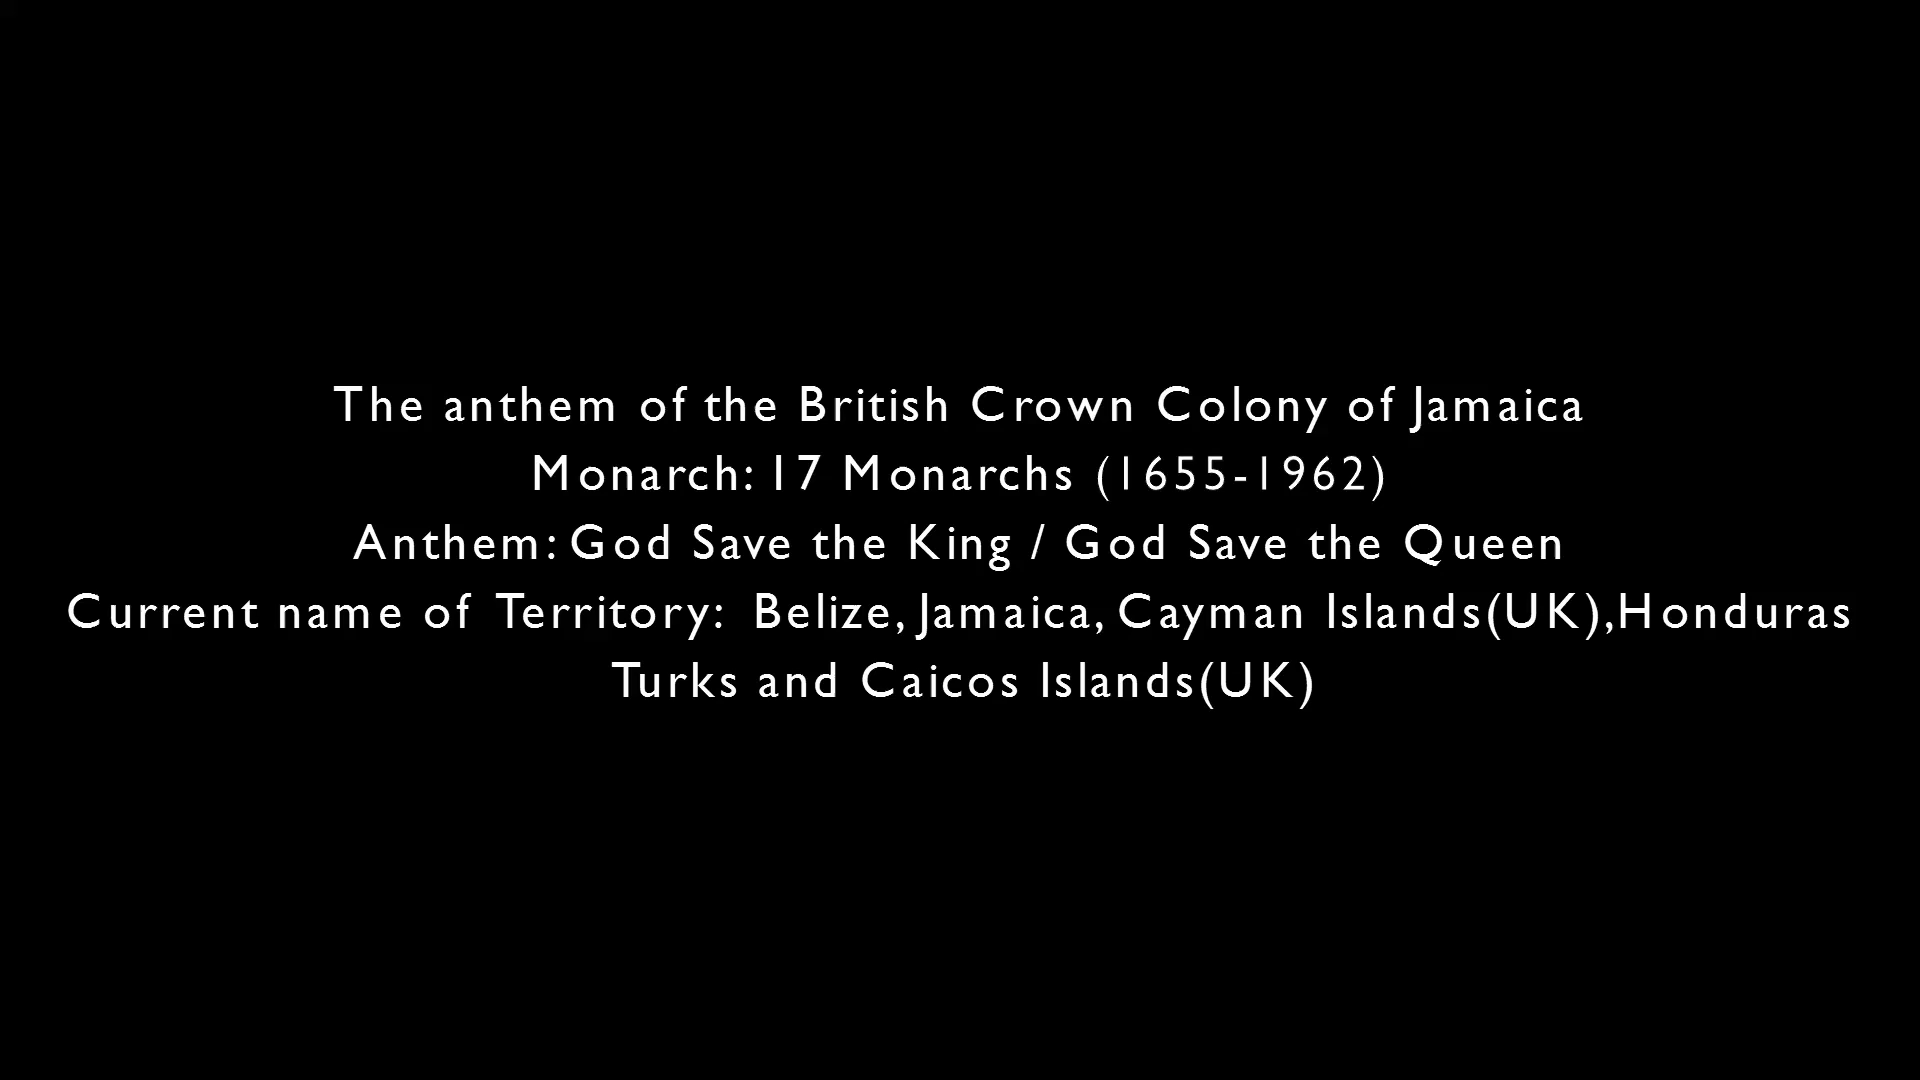 The anthem of the British Crown Colony of Jamaica
Monarch: 17 Monarchs (1655-1962)
Anthem: God Save the King / God Save the Queen
Current name of Territory: Belize, Jamaica, Cayman Islands(UK),Honduras
Turks and Caicos Islands(UK)